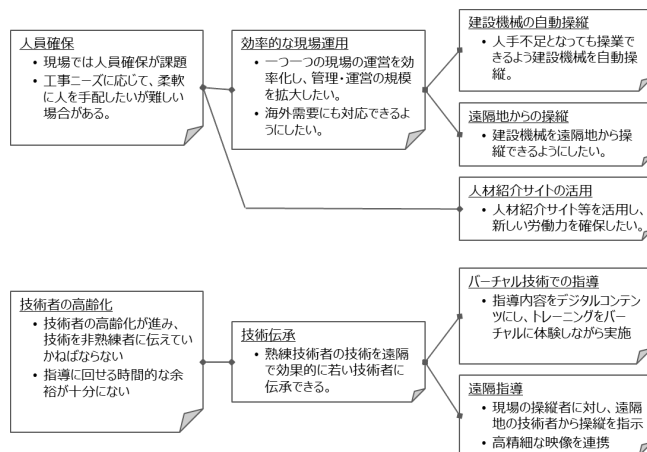 人員確保
• 現場では人員確保が課題
• 工事ニーズに応じて、柔軟
に人を手配したいが難しい
場合がある。
効率的な現場運用
• 一つ一つの現場の運営を効
率化し、管理・運営の規模
を拡大したい。
• 海外需要にも対応できるよ
うにしたい。
建設機械の自動操縦
• 人手不足となっても操業で
きるよう建設機械を自動操
縦。
遠隔地からの操縦
• 建設機械を遠隔地から操
縦できるようにしたい。
人材紹介サイトの活用
• 人材紹介サイト等を活用し、
新しい労働力を確保したい。
技術者の高齢化
• 技術者の高齢化が進み、
技術を非熟練者に伝えてい
かねばならない
• 指導に回せる時間的な余
裕が十分にない
技術伝承
• 熟練技術者の技術を遠隔
で効果的に若い技術者に
伝承できる。
バーチャル技術での指導
• 指導内容をデジタルコンテン
ツにし、トレーニングをバー
チャルに体験しながら実施
遠隔指導
• 現場の操縦者に対し、遠隔
地の技術者から操縦を指示
• 高精細な映像を連携